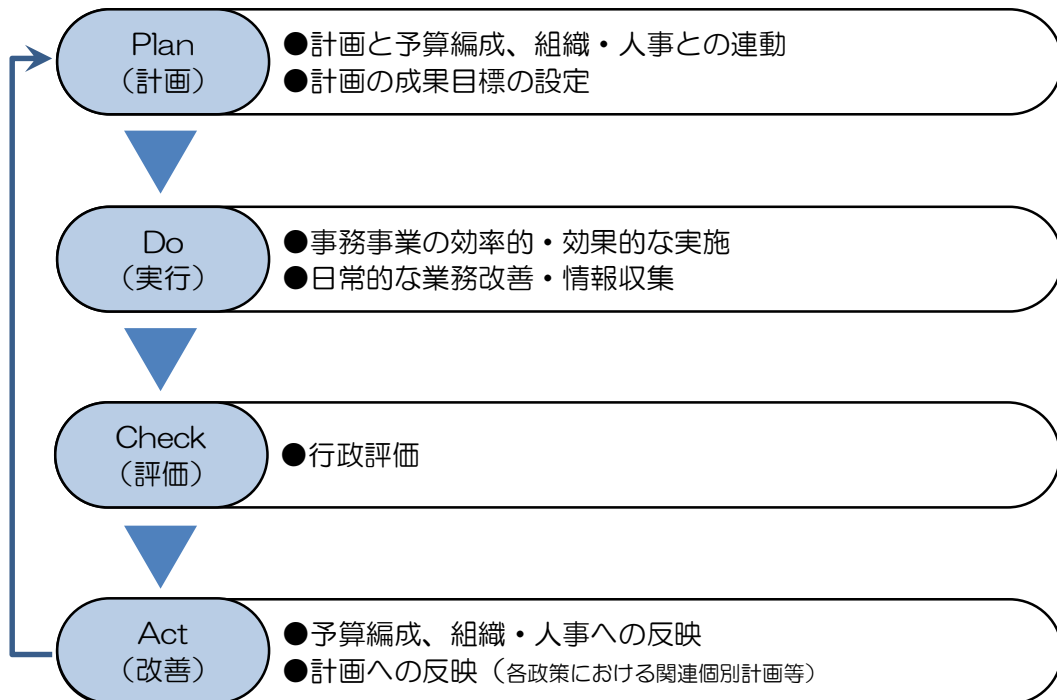 Plan
（計画）
●計画と予算編成、組織・人事との連動
●計画の成果目標の設定
Do
（実行）
●事務事業の効率的・効果的な実施
●日常的な業務改善・情報収集
Check
（評価）
●行政評価
Act
（改善）
●予算編成、組織・人事への反映
●計画への反映（各政策における関連個別計画等）